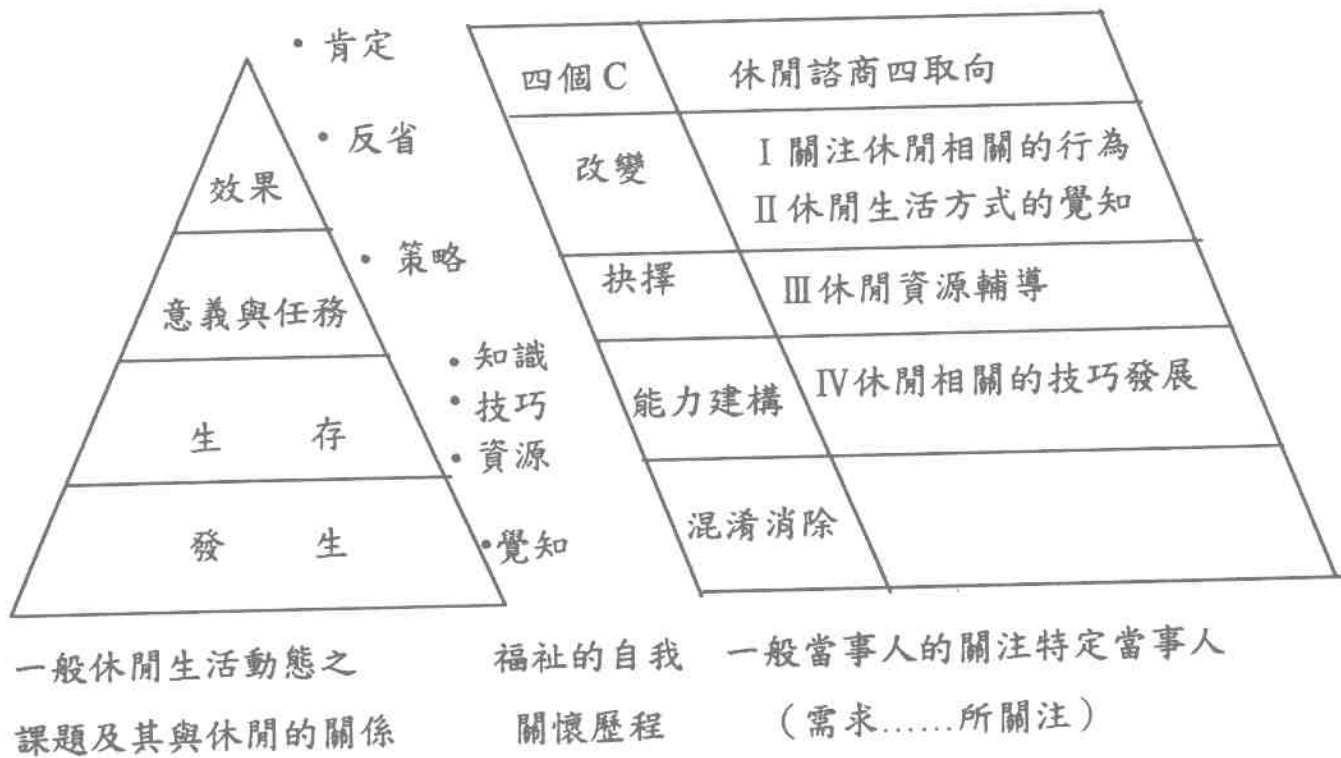 肯定
反省
效果
策略
意義與任務
知識
技巧
資源
生 存
發 生
覺知
四個C
休閒諮商四取向
改變
I 關注休閒相關的行為
II 休閒生活方式的覺知
抉擇
III 休閒資源輔導
能力建構
IV 休閒相關的技巧發展
混淆消除
一般休閒生活動態之
課題及其與休閒的關係
福祉的自我
關懷歷程
一般當事人的關注特定當事人
(需求......所關注)